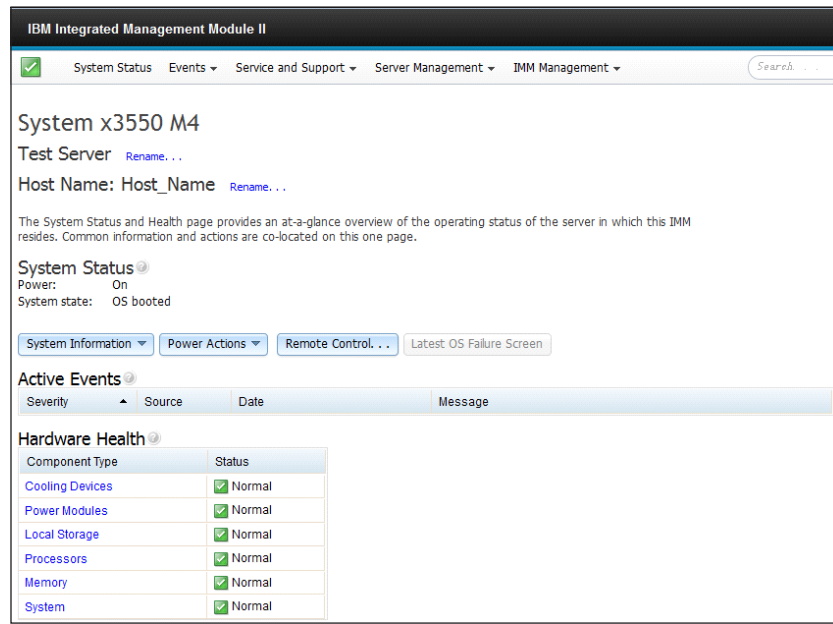 IBM Integrated Management Module II
System Status Events Service and Support Server Management IMM Management Search. . .
System x3550 M4
Test Server Rename. . .
Host Name: Host_Name Rename. . .
The System Status and Health page provides an at-a-glance overview of the operating status of the server in which this IMM
resides. Common information and actions are co-located on this one page.
System Status
Power: On
System state: OS booted
System Information Power Actions Remote Control. . . Latest OS Failure Screen
Active Events
Severity Source Date Message
Hardware Health
Component Type Status
Cooling Devices Normal
Power Modules Normal
Local Storage Normal
Processors Normal
Memory Normal
System Normal